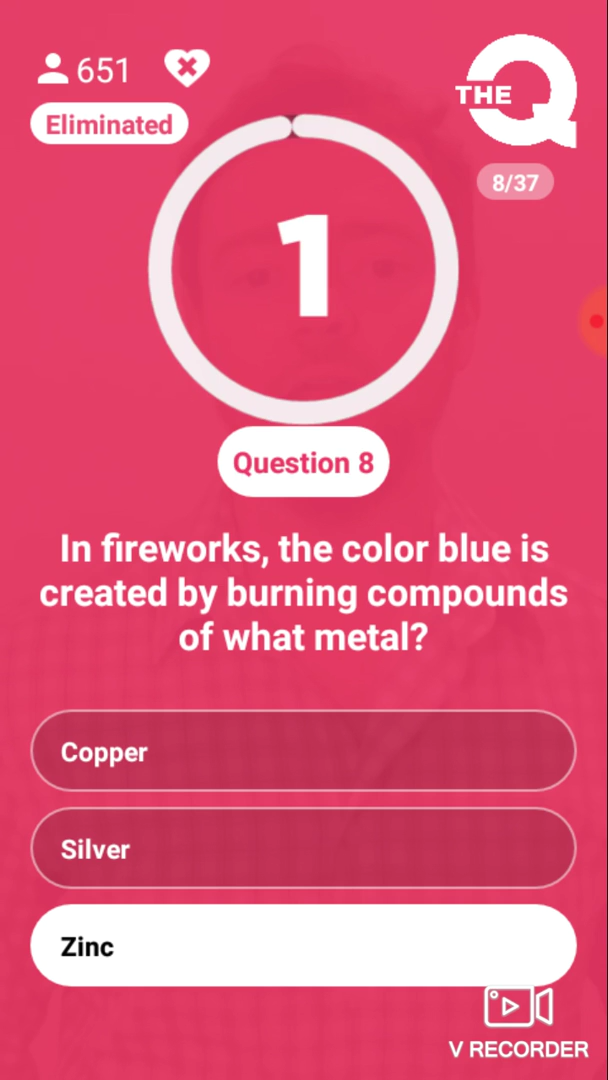 651
THE Q
Eliminated
8/37
1
Question 8
In fireworks, the color blue is
created by burning compounds
of what metal?
Copper
Silver
Zinc
V RECORDER